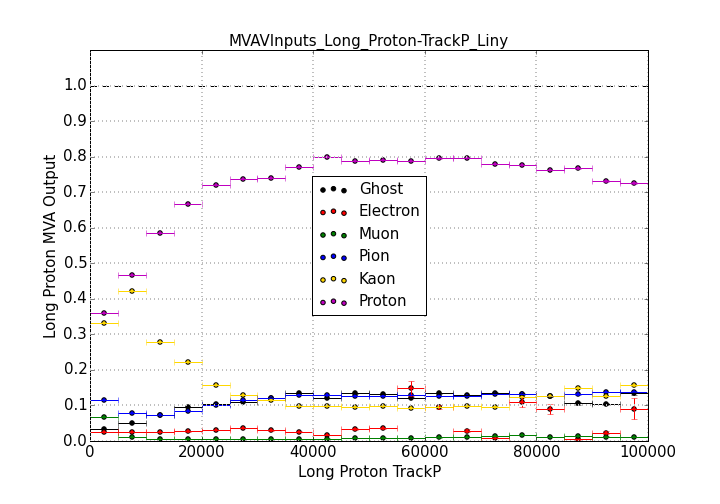 MVAVInputs_Long_Proton-TrackP_Liny
1.0
0.9
0.8
0.7
0.6
0.5
0.4
0.3
0.2
0.1
0.0
Long Proton MVA Output
Ghost
Electron
Muon
Pion
Kaon
Proton
0 20000 40000 60000 80000 100000
Long Proton TrackP